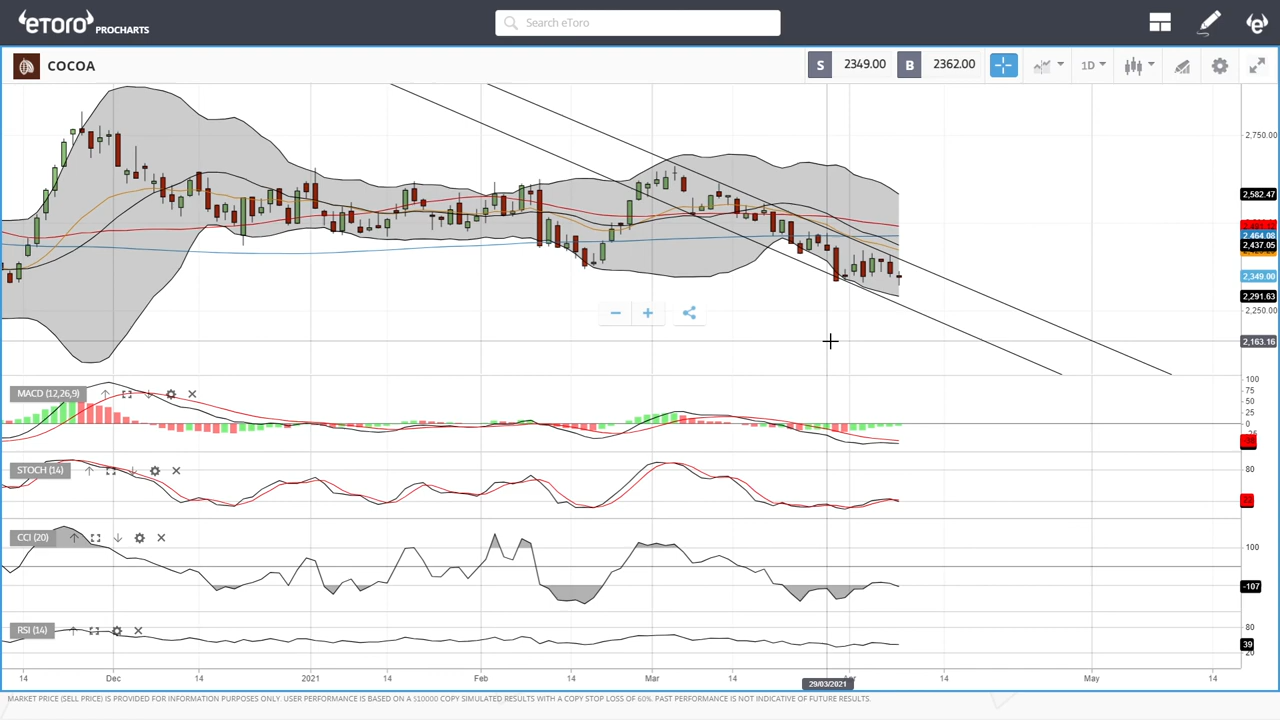 eTORO PROCHARTS
Search eToro
COCOA
S 2349.00 B 2362.00
1D
2,750.00
2,582.47
2,464.08
2,437.05
2,349.00
2,291.63
2,250.00
2,163.16
MACD (12,26,9)
100
75
50
25
0
STOCH (14)
80
22
CCI (20)
100
-107
RSI (14)
80
39
20
14 Dec 14 2021 14 Feb 14 Mar 14 Apr 14 May 14
29/03/2021
MARKET PRICE (SELL PRICE) IS PROVIDED FOR INFORMATION PURPOSES ONLY. USER PERFORMANCE IS BASED ON A $10000 COPY SIMULATED RESULTS WITH A COPY STOP LOSS OF 60%. PAST PERFORMANCE IS NOT INDICATIVE OF FUTURE RESULTS.